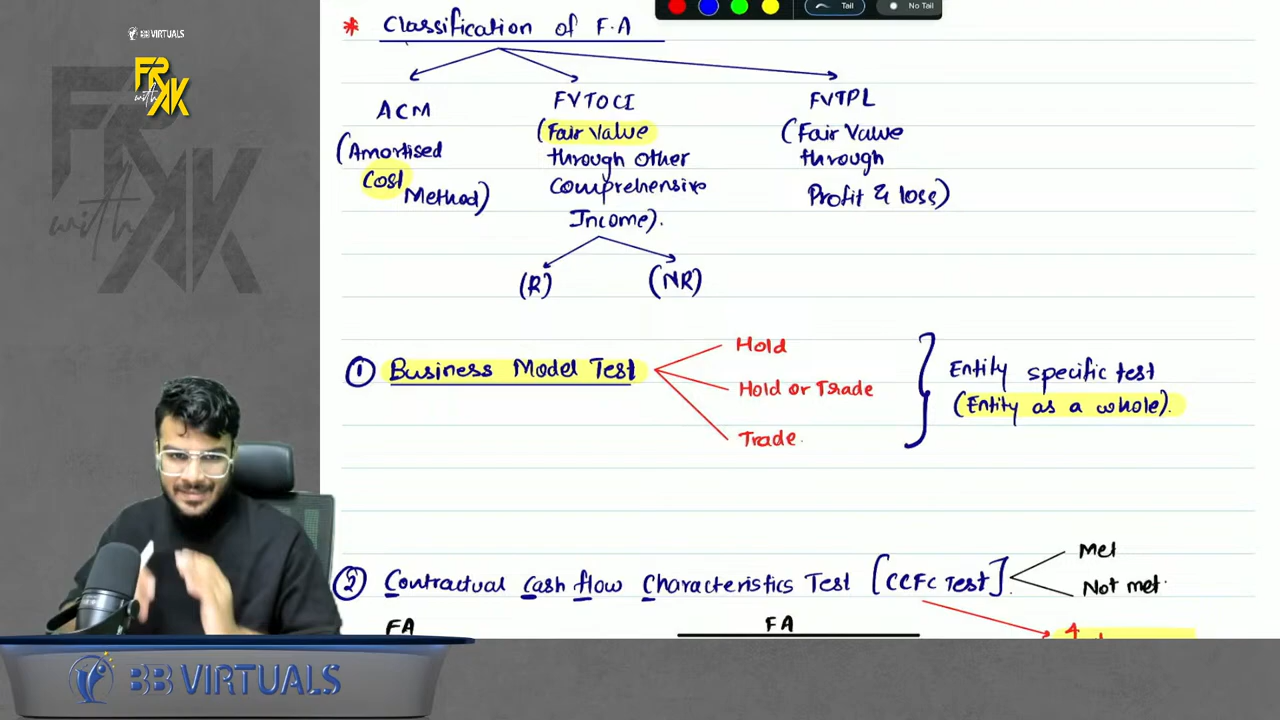 BB VIRTUALS
FR
with
KK
Tail
No Tail
* Classification of F.A
ACM
(Amortised
Cost
Method)
FVTOCI
(Fair Value
through other
Comprehensive
Income).
(R)
(NR)
FVTPL
(Fair Value
through
Profit & loss)
① Business Model Test
Hold
Hold or Trade
Trade.
Entity specific test
(Entity as a whole).
② Contractual Cash flow Characteristics Test [CCFC Test]
Met
Not met.
FA
FA
BB VIRTUALS